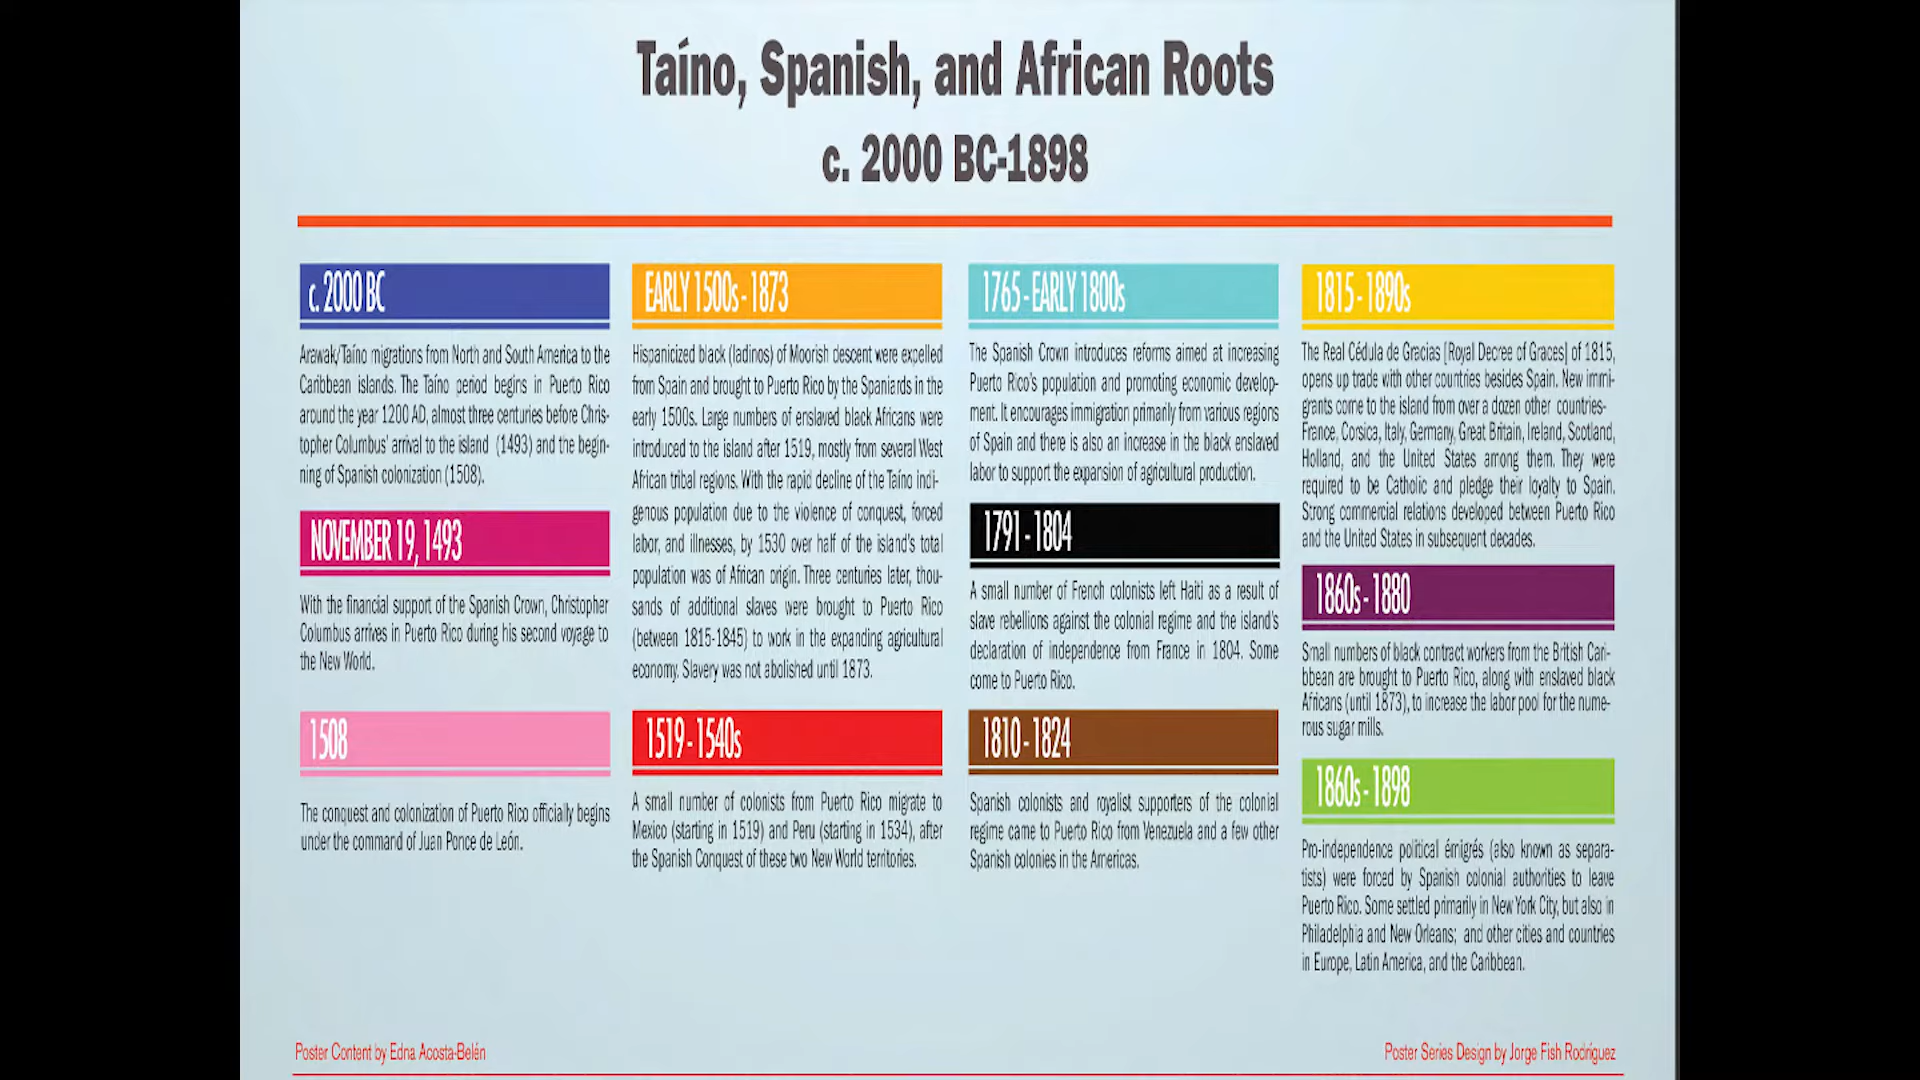 Taíno, Spanish, and African Roots
c. 2000 BC-1898
c. 2000 BC
Arawak/Taíno migrations from North and South America to the
Caribbean islands. The Taíno period begins in Puerto Rico
around the year 1200 AD, almost three centuries before Chris-
topher Columbus' arrival to the island (1493) and the begin-
ning of Spanish colonization (1508).
NOVEMBER 19, 1493
With the financial support of the Spanish Crown, Christopher
Columbus arrives in Puerto Rico during his second voyage to
the New World.
1508
The conquest and colonization of Puerto Rico officially begins
under the command of Juan Ponce de León.
EARLY 1500s - 1873
Hispanicized black (ladinos) of Moorish descent were expelled
from Spain and brought to Puerto Rico by the Spaniards in the
early 1500s. Large numbers of enslaved black Africans were
introduced to the island after 1519, mostly from several West
African tribal regions. With the rapid decline of the Taíno indi-
genous population due to the violence of conquest, forced
labor, and illnesses, by 1530 over half of the island's total
population was of African origin. Three centuries later, thou-
sands of additional slaves were brought to Puerto Rico
(between 1815-1845) to work in the expanding agricultural
economy. Slavery was not abolished until 1873.
1519 - 1540s
A small number of colonists from Puerto Rico migrate to
Mexico (starting in 1519) and Peru (starting in 1534), after
the Spanish Conquest of these two New World territories.
1765 - EARLY 1800s
The Spanish Crown introduces reforms aimed at increasing
Puerto Rico's population and promoting economic develop-
ment. It encourages immigration primarily from various regions
of Spain and there is also an increase in the black enslaved
labor to support the expansion of agricultural production.
1791 - 1804
A small number of French colonists left Haiti as a result of
slave rebellions against the colonial regime and the island's
declaration of independence from France in 1804. Some
come to Puerto Rico.
1810 - 1824
Spanish colonists and royalist supporters of the colonial
regime came to Puerto Rico from Venezuela and a few other
Spanish colonies in the Americas.
1815 - 1890s
The Real Cédula de Gracias [Royal Decree of Graces] of 1815,
opens up trade with other countries besides Spain. New immi-
grants come to the island from over a dozen other countries-
France, Corsica, Italy, Germany, Great Britain, Ireland, Scotland,
Holland, and the United States among them. They were
required to be Catholic and pledge their loyalty to Spain.
Strong commercial relations developed between Puerto Rico
and the United States in subsequent decades.
1860s - 1880
Small numbers of black contract workers from the British Cari-
bbean are brought to Puerto Rico, along with enslaved black
Africans (until 1873), to increase the labor pool for the nume-
rous sugar mills.
1860s - 1898
Pro-independence political émigrés (also known as separa-
tists) were forced by Spanish colonial authorities to leave
Puerto Rico. Some settled primarily in New York City, but also in
Philadelphia and New Orleans; and other cities and countries
in Europe, Latin America, and the Caribbean.
Poster Content by Edna Acosta-Belén
Poster Series Design by Jorge Fish Rodríguez